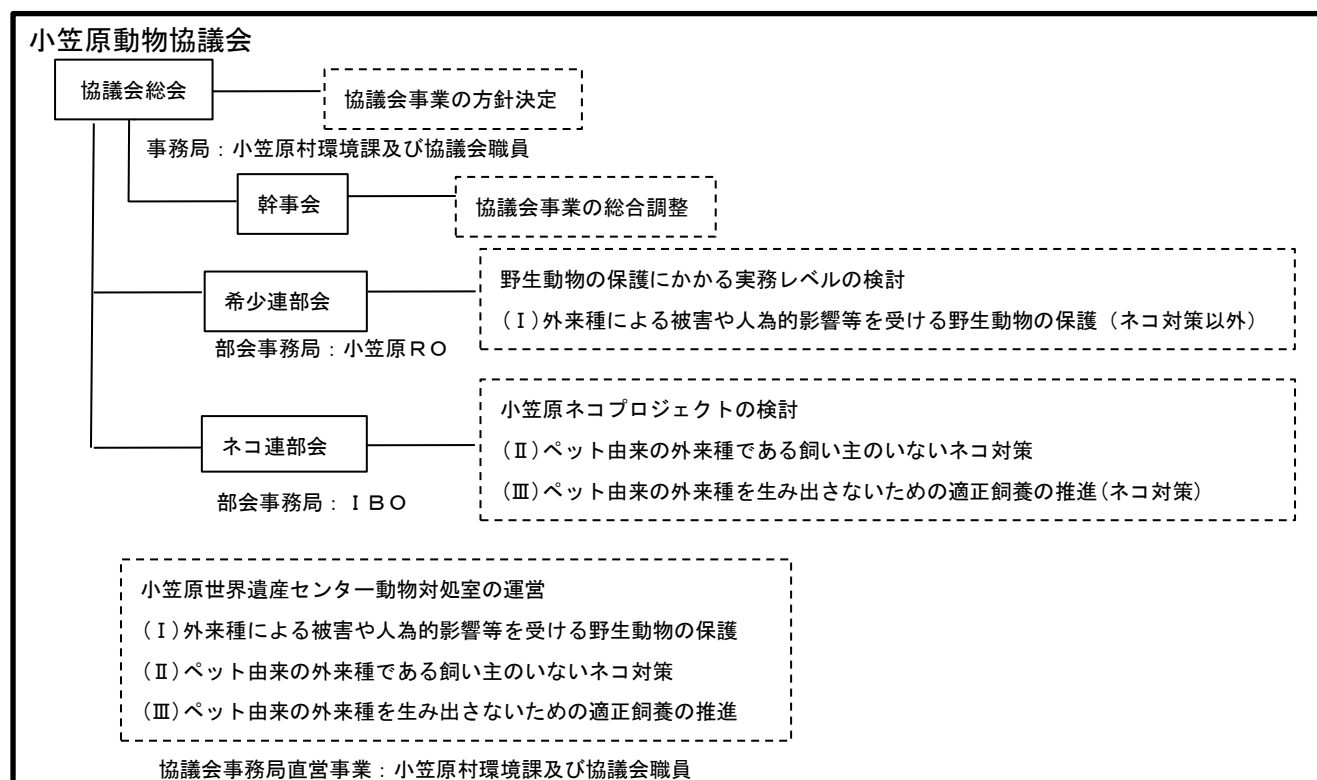 小笠原動物協議会
協議会総会
協議会事業の方針決定
事務局：小笠原村環境課及び協議会職員
幹事会
協議会事業の総合調整
希少連部会
野生動物の保護にかかる実務レベルの検討
(Ⅰ)外来種による被害や人為的影響等を受ける野生動物の保護（ネコ対策以外）
部会事務局：小笠原ＲＯ
ネコ連部会
小笠原ネコプロジェクトの検討
(Ⅱ)ペット由来の外来種である飼い主のいないネコ対策
(Ⅲ)ペット由来の外来種を生み出さないための適正飼養の推進(ネコ対策)
部会事務局：ＩＢＯ
小笠原世界遺産センター動物対処室の運営
(Ⅰ)外来種による被害や人為的影響等を受ける野生動物の保護
(Ⅱ)ペット由来の外来種である飼い主のいないネコ対策
(Ⅲ)ペット由来の外来種を生み出さないための適正飼養の推進
協議会事務局直営事業：小笠原村環境課及び協議会職員